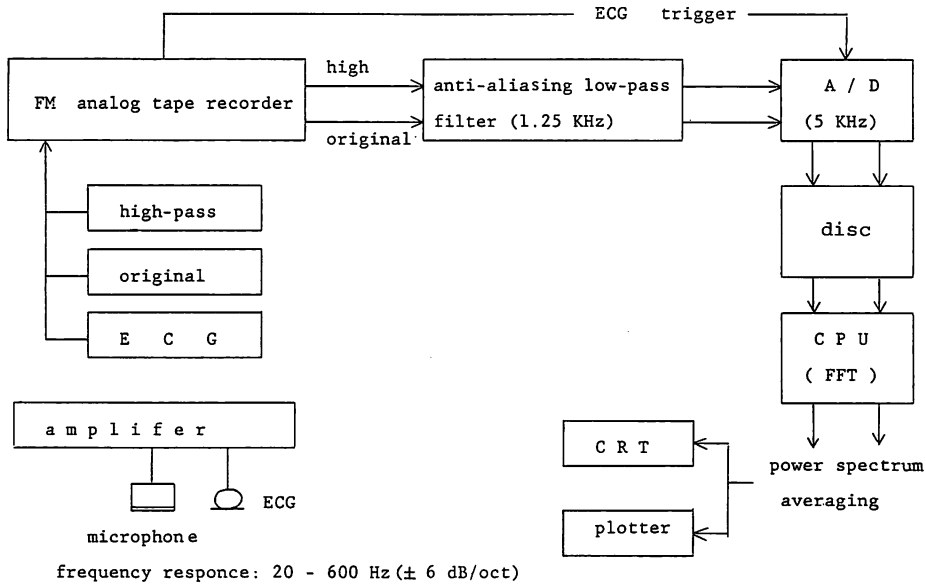 ECG trigger
FM analog tape recorder
high
original
anti-aliasing low-pass
filter (1.25 KHz)
A / D
(5 KHz)
high-pass
original
E C G
disc
C P U
( FFT )
power spectrum
averaging
C R T
plotter
a m p l i f e r
microphone
ECG
frequency responce: 20 - 600 Hz (± 6 dB/oct)